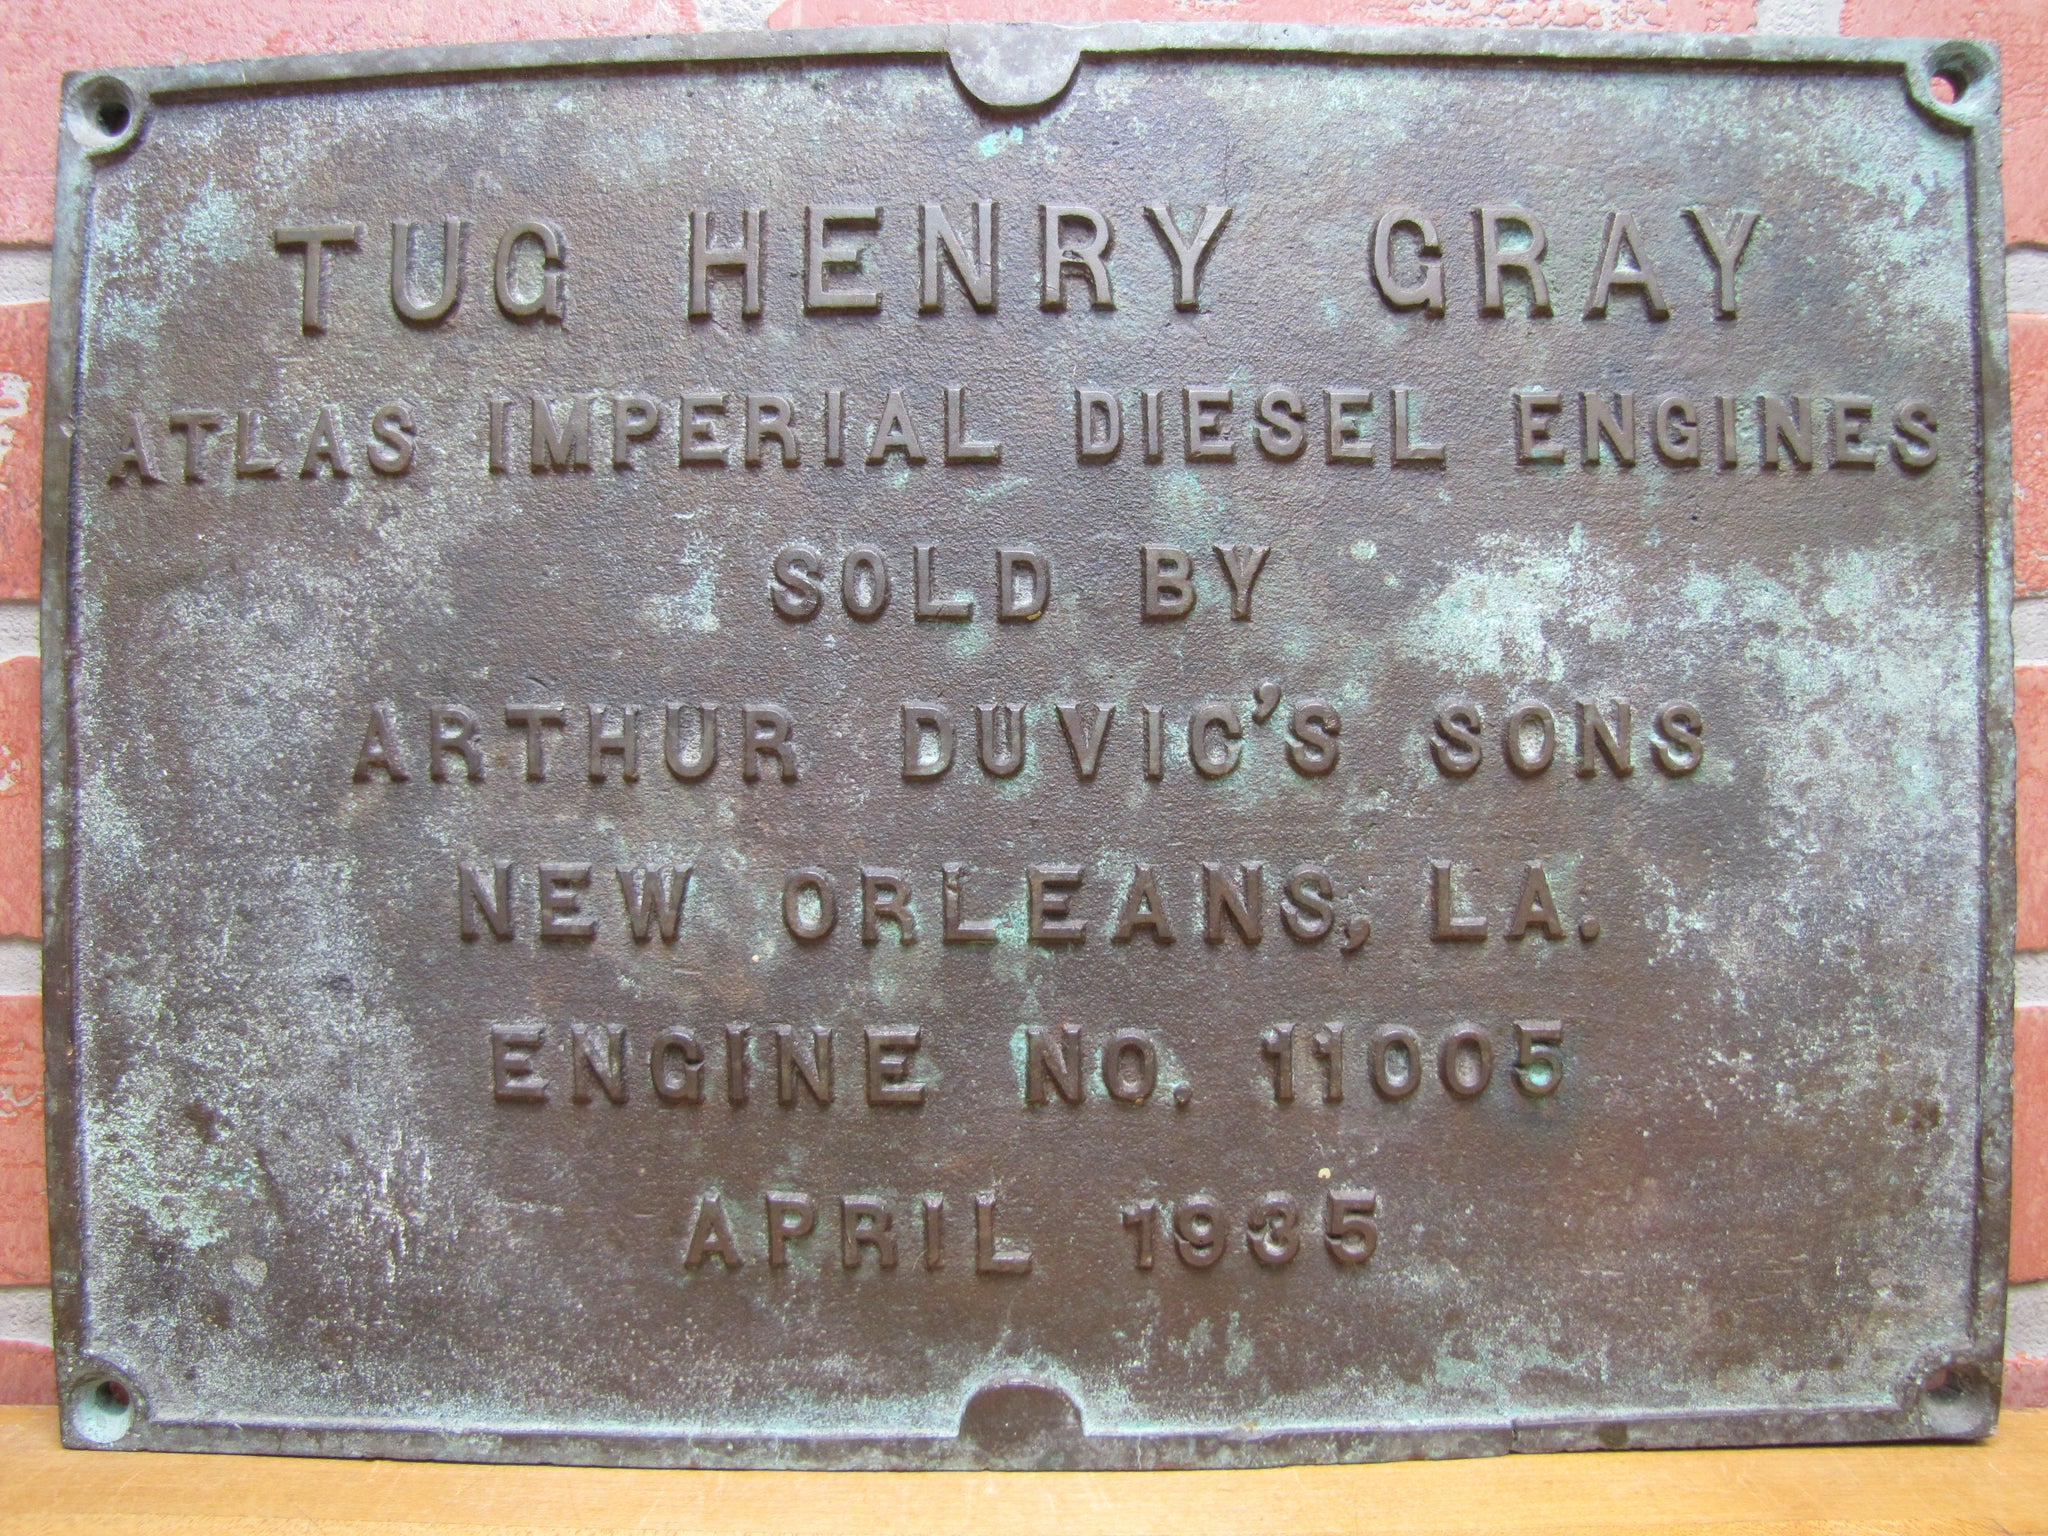 TUG HENRY GRAY
ATLAS IMPERIAL DIESEL ENGINES
SOLD BY
ARTHUR DUVIC'S SONS
NEW ORLEANS, LA.
ENGINE NO. 11005
APRIL 1935